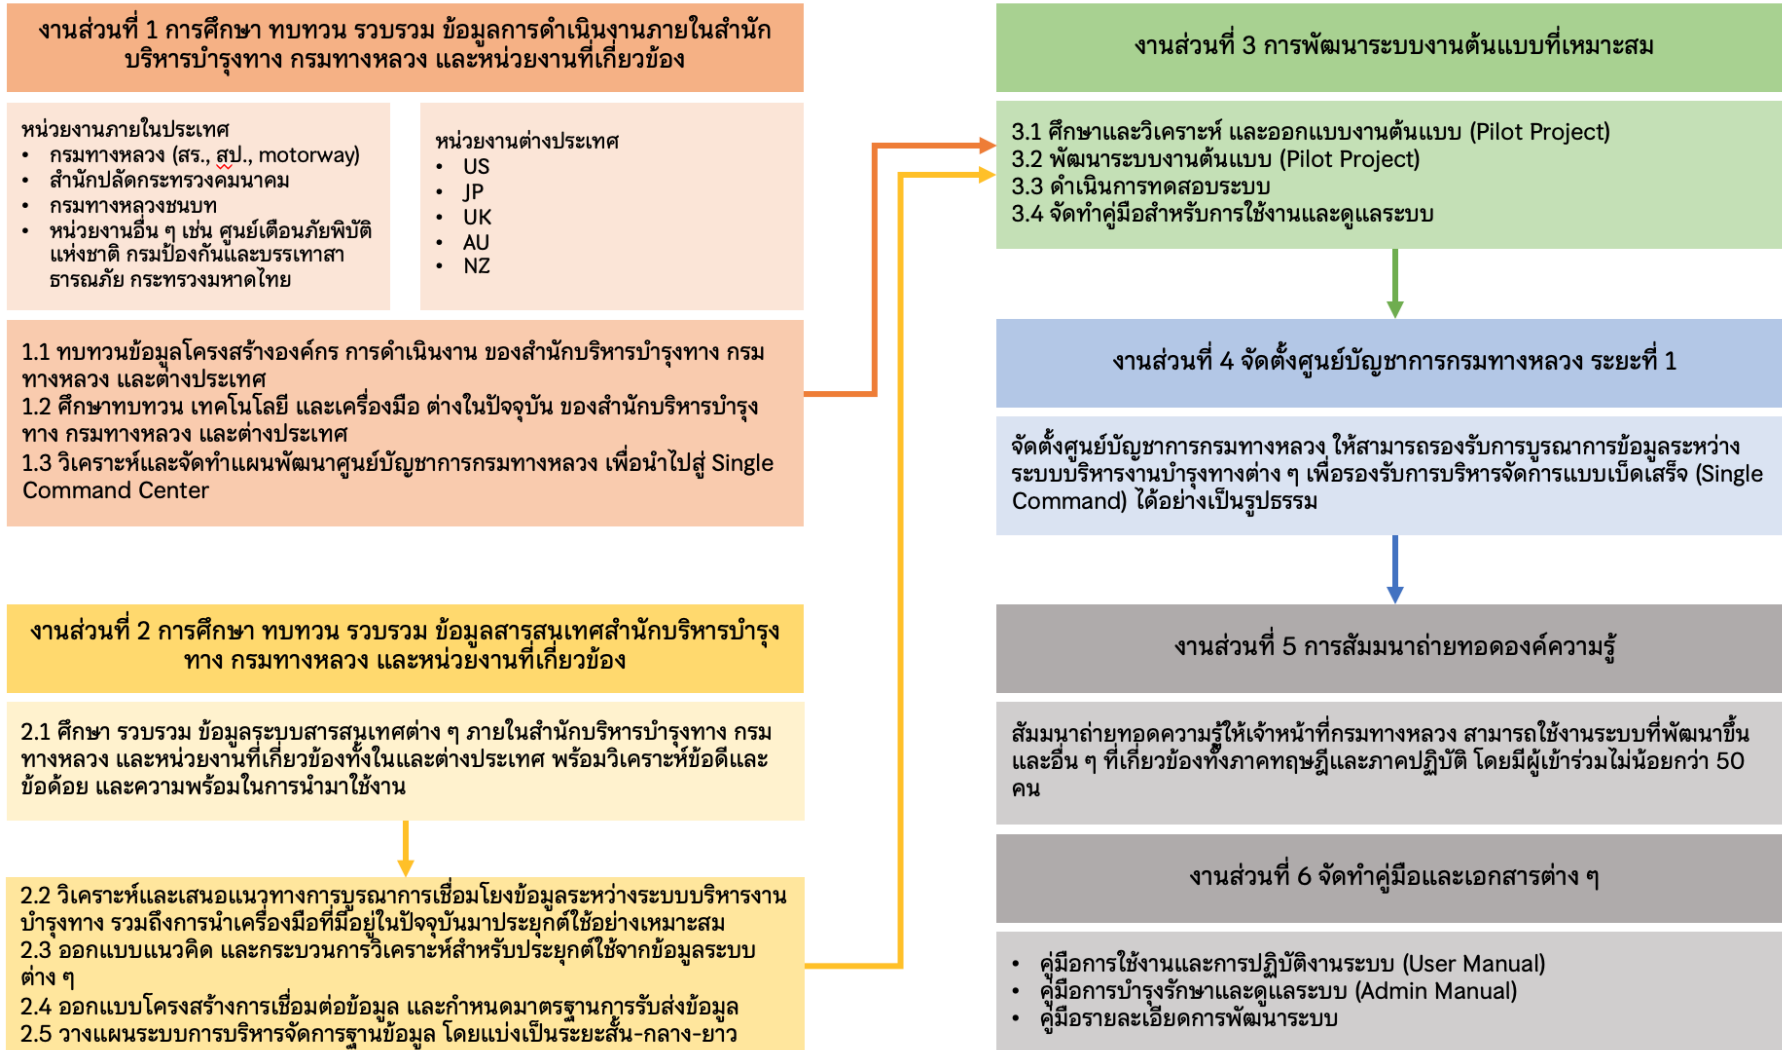 งานส่วนที่ 1 การศึกษา ทบทวน รวบรวม ข้อมูลการดำเนินงานภายในสำนัก
บริหารบำรุงทาง กรมทางหลวง และหน่วยงานที่เกี่ยวข้อง
หน่วยงานภายในประเทศ
• กรมทางหลวง (สร., สป., motorway)
• สำนักปลัดกระทรวงคมนาคม
• กรมทางหลวงชนบท
• หน่วยงานอื่น ๆ เช่น ศูนย์เตือนภัยพิบัติ
แห่งชาติ กรมป้องกันและบรรเทาสา
ธารณภัย กระทรวงมหาดไทย
หน่วยงานต่างประเทศ
• US
• JP
• UK
• AU
• NZ
1.1 ทบทวนข้อมูลโครงสร้างองค์กร การดำเนินงาน ของสำนักบริหารบำรุงทาง กรม
ทางหลวง และต่างประเทศ
1.2 ศึกษาทบทวน เทคโนโลยี และเครื่องมือ ต่างในปัจจุบัน ของสำนักบริหารบำรุง
ทาง กรมทางหลวง และต่างประเทศ
1.3 วิเคราะห์และจัดทำแผนพัฒนาศูนย์บัญชาการกรมทางหลวง เพื่อนำไปสู่ Single
Command Center
งานส่วนที่ 2 การศึกษา ทบทวน รวบรวม ข้อมูลสารสนเทศสำนักบริหารบำรุง
ทาง กรมทางหลวง และหน่วยงานที่เกี่ยวข้อง
2.1 ศึกษา รวบรวม ข้อมูลระบบสารสนเทศต่าง ๆ ภายในสำนักบริหารบำรุงทาง กรม
ทางหลวง และหน่วยงานที่เกี่ยวข้องทั้งในและต่างประเทศ พร้อมวิเคราะห์ข้อดีและ
ข้อด้อย และความพร้อมในการนำมาใช้งาน
2.2 วิเคราะห์และเสนอแนวทางการบูรณาการเชื่อมโยงข้อมูลระหว่างระบบบริหารงาน
บำรุงทาง รวมถึงการนำเครื่องมือที่มีอยู่ในปัจจุบันมาประยุกต์ใช้อย่างเหมาะสม
2.3 ออกแบบแนวคิด และกระบวนการวิเคราะห์สำหรับประยุกต์ใช้จากข้อมูลระบบ
ต่าง ๆ
2.4 ออกแบบโครงสร้างการเชื่อมต่อข้อมูล และกำหนดมาตรฐานการรับส่งข้อมูล
2.5 วางแผนระบบการบริหารจัดการฐานข้อมูล โดยแบ่งเป็นระยะสั้น-กลาง-ยาว
งานส่วนที่ 3 การพัฒนาระบบงานต้นแบบที่เหมาะสม
3.1 ศึกษาและวิเคราะห์ และออกแบบงานต้นแบบ (Pilot Project)
3.2 พัฒนาระบบงานต้นแบบ (Pilot Project)
3.3 ดำเนินการทดสอบระบบ
3.4 จัดทำคู่มือสำหรับการใช้งานและดูแลระบบ
งานส่วนที่ 4 จัดตั้งศูนย์บัญชาการกรมทางหลวง ระยะที่ 1
จัดตั้งศูนย์บัญชาการกรมทางหลวง ให้สามารถรองรับการบูรณาการข้อมูลระหว่าง
ระบบบริหารงานบำรุงทางต่าง ๆ เพื่อรองรับการบริหารจัดการแบบเบ็ดเสร็จ (Single
Command) ได้อย่างเป็นรูปธรรม
งานส่วนที่ 5 การสัมมนาถ่ายทอดองค์ความรู้
สัมมนาถ่ายทอดความรู้ให้เจ้าหน้าที่กรมทางหลวง สามารถใช้งานระบบที่พัฒนาขึ้น
และอื่น ๆ ที่เกี่ยวข้องทั้งภาคทฤษฎีและภาคปฏิบัติ โดยมีผู้เข้าร่วมไม่น้อยกว่า 50
คน
งานส่วนที่ 6 จัดทำคู่มือและเอกสารต่าง ๆ
• คู่มือการใช้งานและการปฏิบัติงานระบบ (User Manual)
• คู่มือการบำรุงรักษาและดูแลระบบ (Admin Manual)
• คู่มือรายละเอียดการพัฒนาระบบ